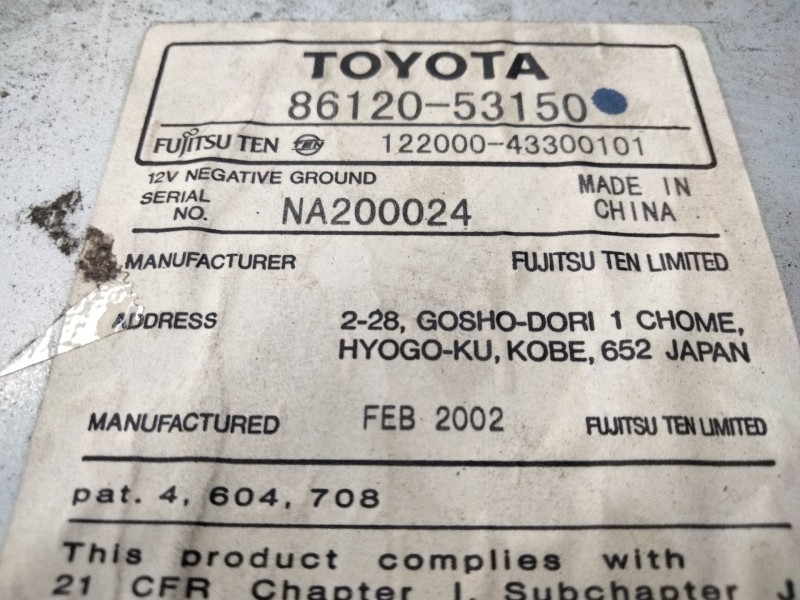 TOYOTA
86120-53150
FUJITSU TEN TEN 122000-43300101
12V NEGATIVE GROUND
SERIAL NO. NA200024
MADE IN CHINA
MANUFACTURER FUJITSU TEN LIMITED
ADDRESS 2-28, GOSHO-DORI 1 CHOME,
HYOGO-KU, KOBE, 652 JAPAN
MANUFACTURED FEB 2002 FUJITSU TEN LIMITED
pat. 4, 604, 708
This product complies with
21 CFR Chapter I, Subchapter J